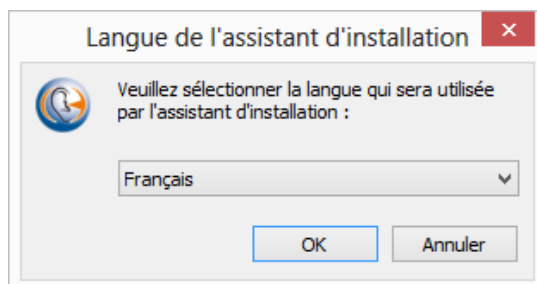 Langue de l'assistant d'installation
Veuillez sélectionner la langue qui sera utilisée
par l'assistant d'installation :
Français
OK
Annuler